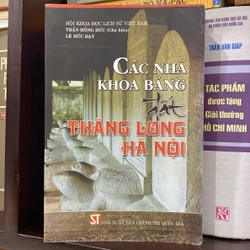 HỘI KHOA HỌC LỊCH SỬ VIỆT NAM
TRẦN HỒNG ĐỨC (Chủ biên)
LÊ ĐỨC ĐẠT
CÁC NHÀ
KHOA BẢNG
đất
THĂNG LONG
HÀ NỘI
ST NHÀ XUẤT BẢN CHÍNH TRỊ QUỐC GIA
TRẦN VĂN GIÁP
TÁC PHẨM
được tặng
Giải thưởng
HỒ CHÍ MINH